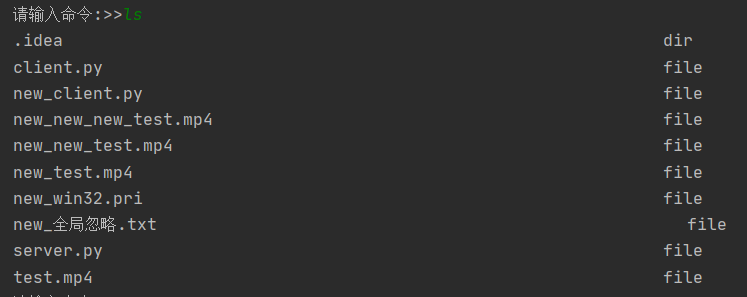 请输入命令:>>ls
.idea dir
client.py file
new_client.py file
new_new_new_test.mp4 file
new_new_test.mp4 file
new_test.mp4 file
new_win32.pri file
new_全局忽略.txt file
server.py file
test.mp4 file